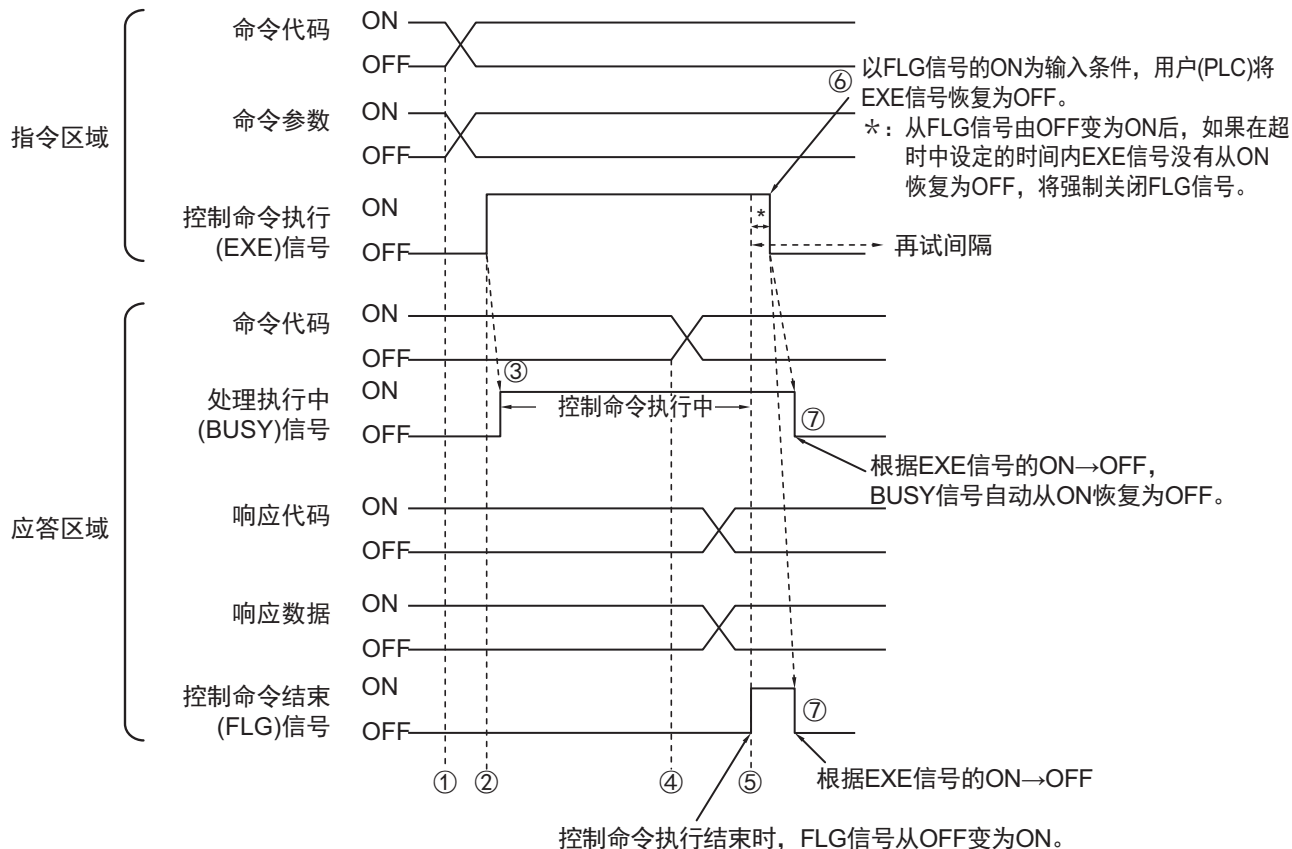 命令代码
ON
OFF
命令参数
ON
OFF
指令区域
控制命令执行
(EXE)信号
ON
OFF
*
⑥
以FLG信号的ON为输入条件，用户(PLC)将
EXE信号恢复为OFF。
*：从FLG信号由OFF变为ON后，如果在超
时中设定的时间内EXE信号没有从ON
恢复为OFF，将强制关闭FLG信号。
再试间隔
命令代码
ON
OFF
③
处理执行中
(BUSY)信号
ON
OFF
控制命令执行中
⑦
根据EXE信号的ON→OFF，
BUSY信号自动从ON恢复为OFF。
应答区域
响应代码
ON
OFF
响应数据
ON
OFF
控制命令结束
(FLG)信号
ON
OFF
⑦
① ② ④ ⑤
根据EXE信号的ON→OFF
控制命令执行结束时，FLG信号从OFF变为ON。